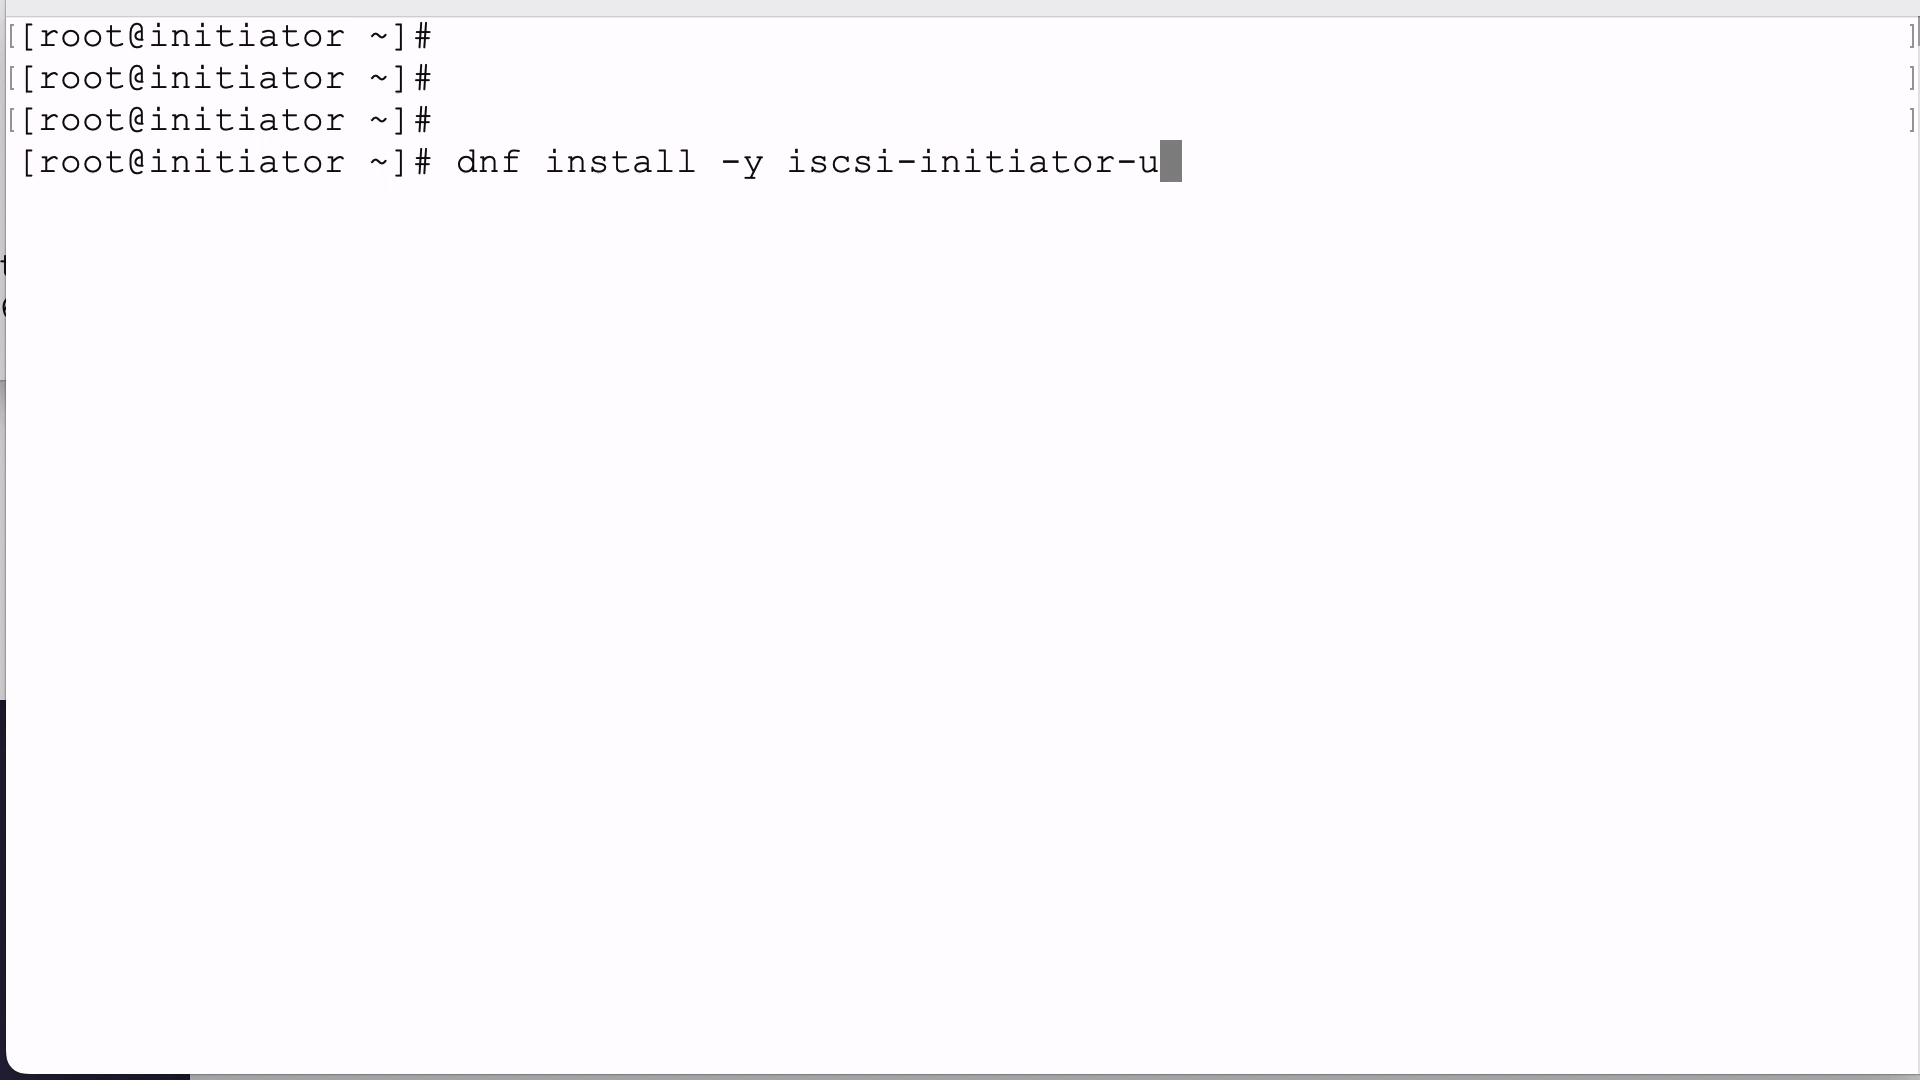 [[root@initiator ~]# ]
[[root@initiator ~]# ]
[[root@initiator ~]# ]
[root@initiator ~]# dnf install -y iscsi-initiator-u